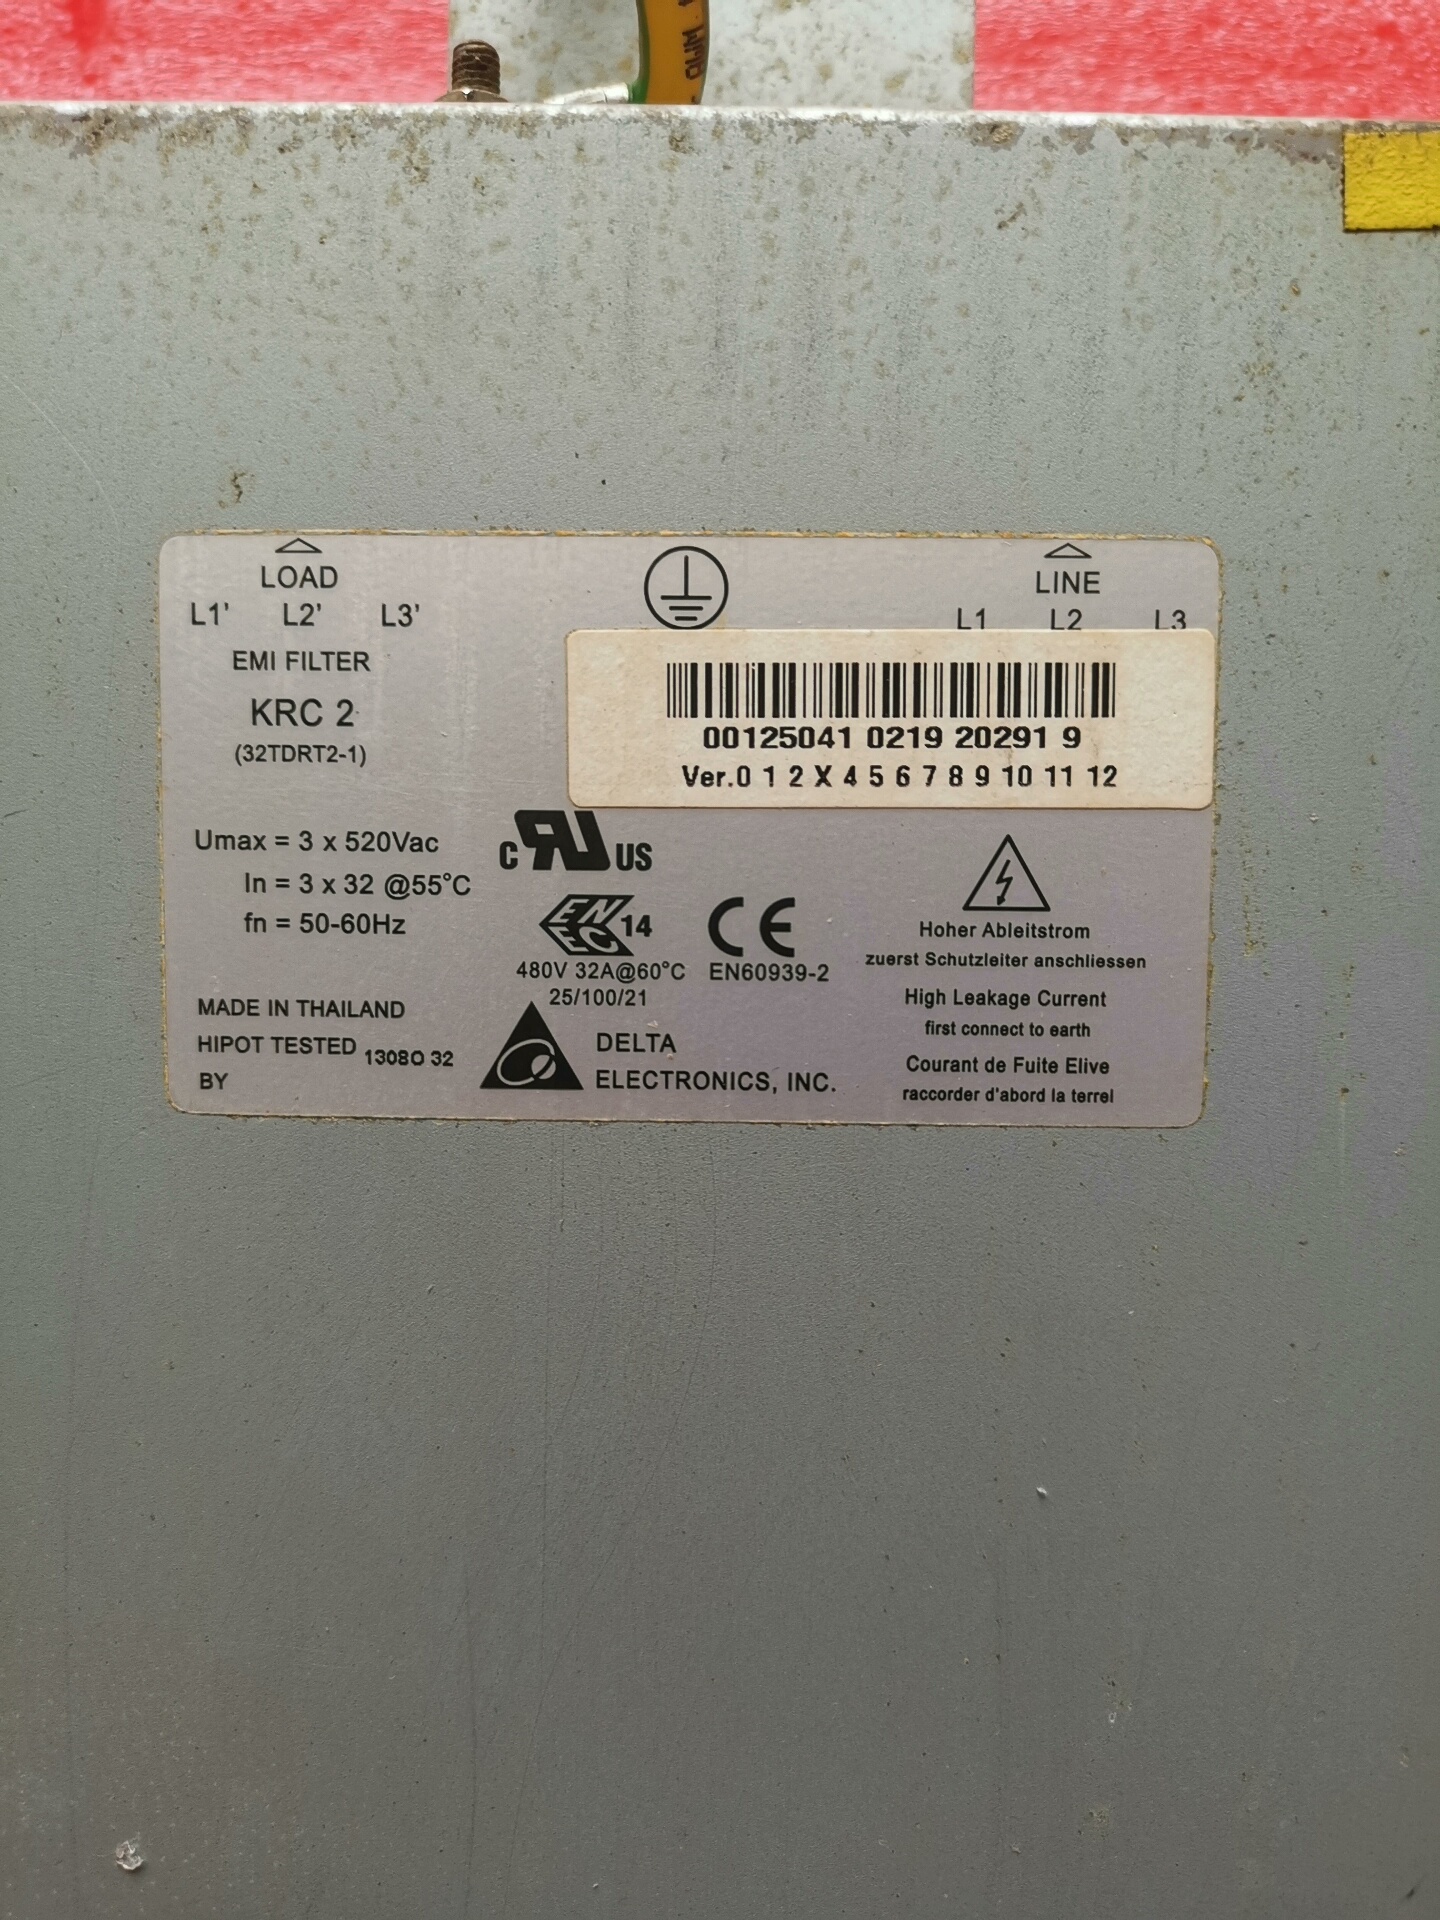 LOAD
LINE
L1' L2' L3'
L1 L2 L3
EMI FILTER
KRC 2
(32TDRT2-1)
00125041 0219 20291 9
Ver.0 1 2 X 4 5 6 7 8 9 10 11 12
Umax = 3 x 520Vac
In = 3 x 32 @55°C
fn = 50-60Hz
c RU US
EN EC 14
CE
480V 32A@60°C EN60939-2
25/100/21
Hoher Ableitstrom
zuerst Schutzleiter anschliessen
High Leakage Current
first connect to earth
Courant de Fuite Elive
raccorder d'abord la terrel
MADE IN THAILAND
HIPOT TESTED 1308O 32
BY
DELTA
ELECTRONICS, INC.